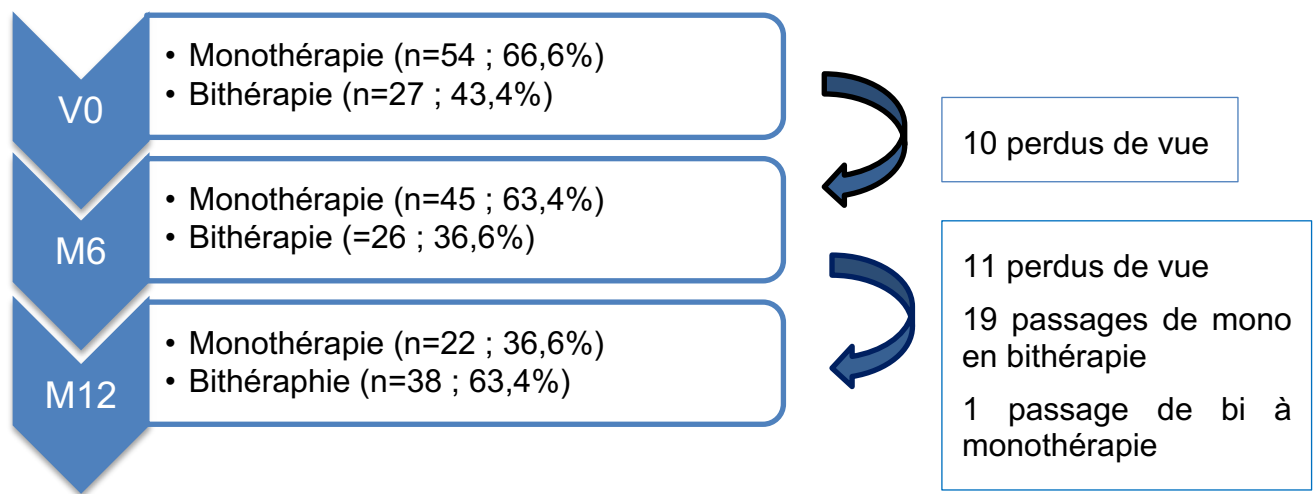 V0
• Monothérapie (n=54 ; 66,6%)
• Bithérapie (n=27 ; 43,4%)
10 perdus de vue
M6
• Monothérapie (n=45 ; 63,4%)
• Bithérapie (=26 ; 36,6%)
11 perdus de vue
19 passages de mono
en bithérapie
1 passage de bi à
monothérapie
M12
• Monothérapie (n=22 ; 36,6%)
• Bithéraphie (n=38 ; 63,4%)